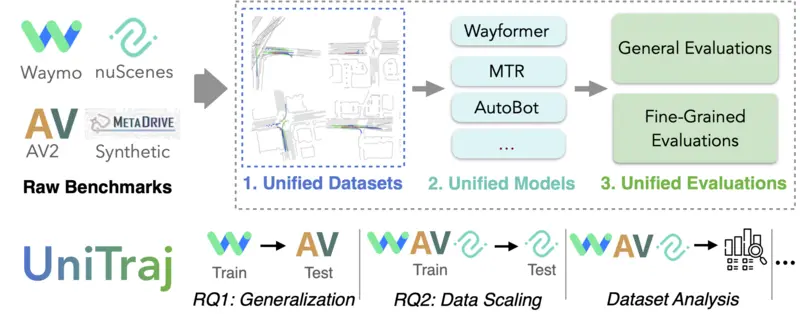 Waymo
nuScenes
AV
AV2
METADRIVE
Synthetic
Raw Benchmarks
1. Unified Datasets
Wayformer
MTR
AutoBot
...
2. Unified Models
General Evaluations
Fine-Grained
Evaluations
3. Unified Evaluations
UniTraj
AV
Train
Test
RQ1: Generalization
AV
Train
Test
RQ2: Data Scaling
AV
Dataset Analysis
...